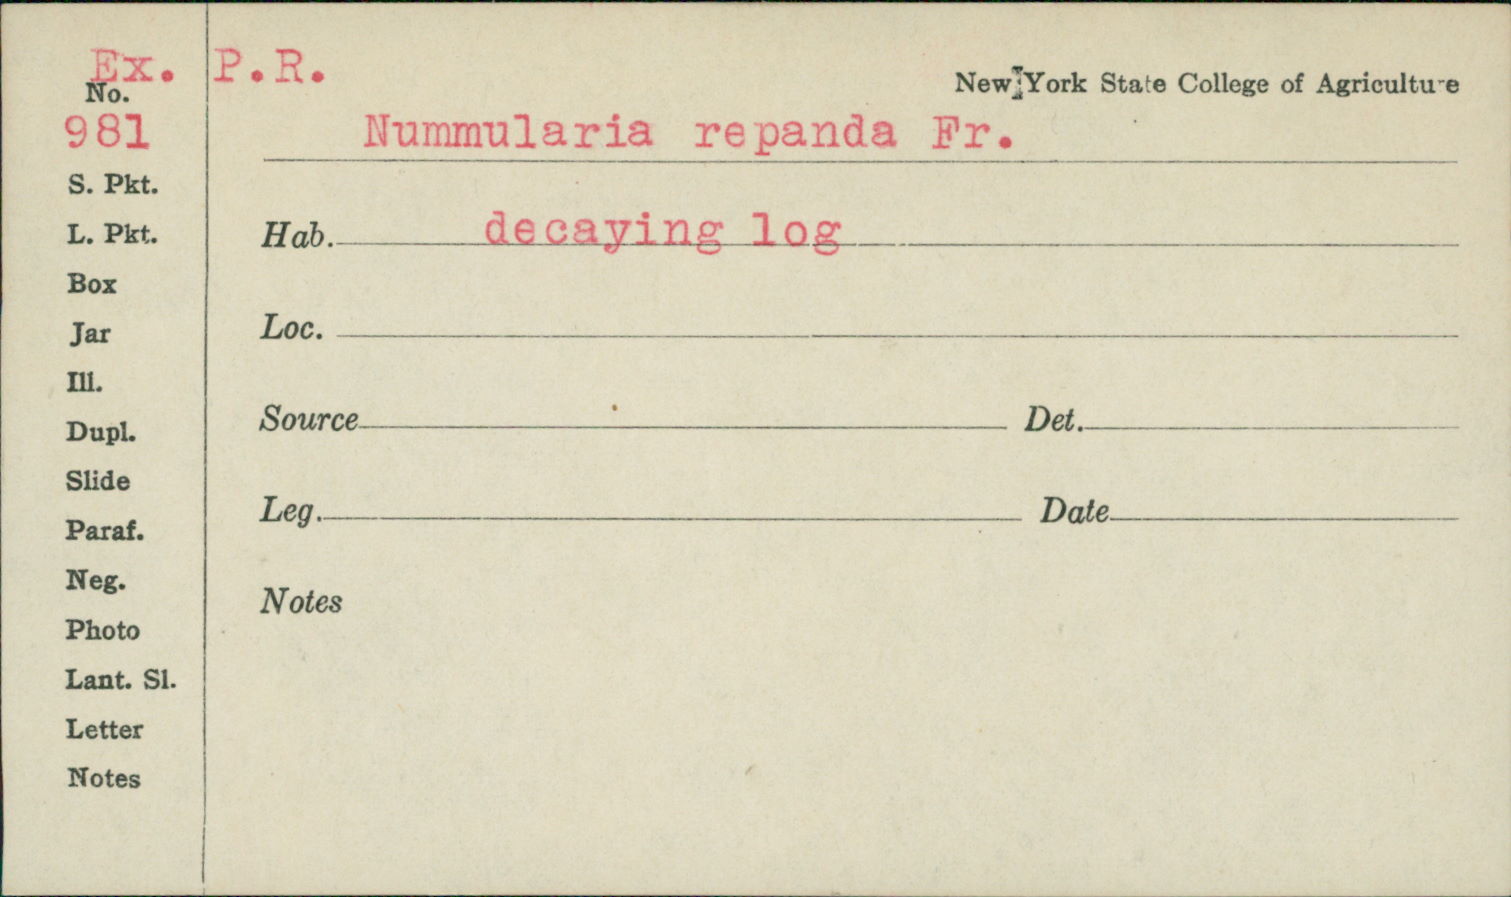 Ex. P.R.
New York State College of Agriculture
No.
981
Nummularia repanda Fr.
S. Pkt.
L. Pkt.
Hab. decaying log
Box
Loc.
Jar
Ill.
Source Det.
Dupl.
Slide
Leg. Date
Paraf.
Neg.
Notes
Photo
Lant. Sl.
Letter
Notes